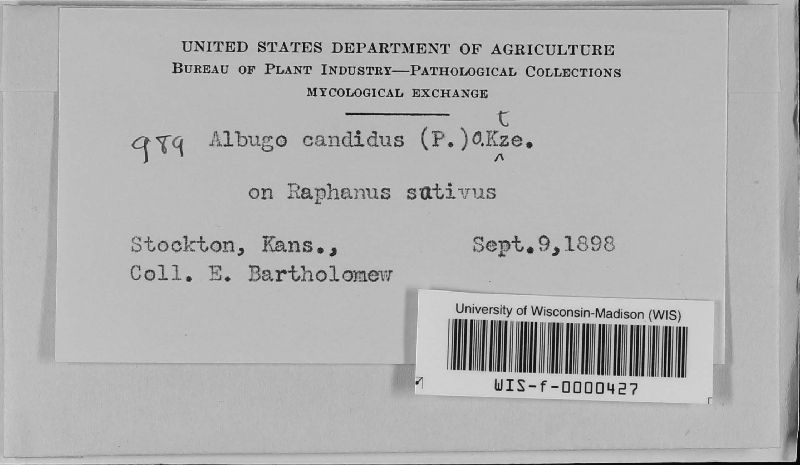 UNITED STATES DEPARTMENT OF AGRICULTURE
BUREAU OF PLANT INDUSTRY—PATHOLOGICAL COLLECTIONS
MYCOLOGICAL EXCHANGE
989 Albugo candidus (P.) O.Ktze.
on Raphanus sativus
Stockton, Kans., Sept.9,1898
Coll. E. Bartholomew
University of Wisconsin-Madison (WIS)
WIS-f-0000427